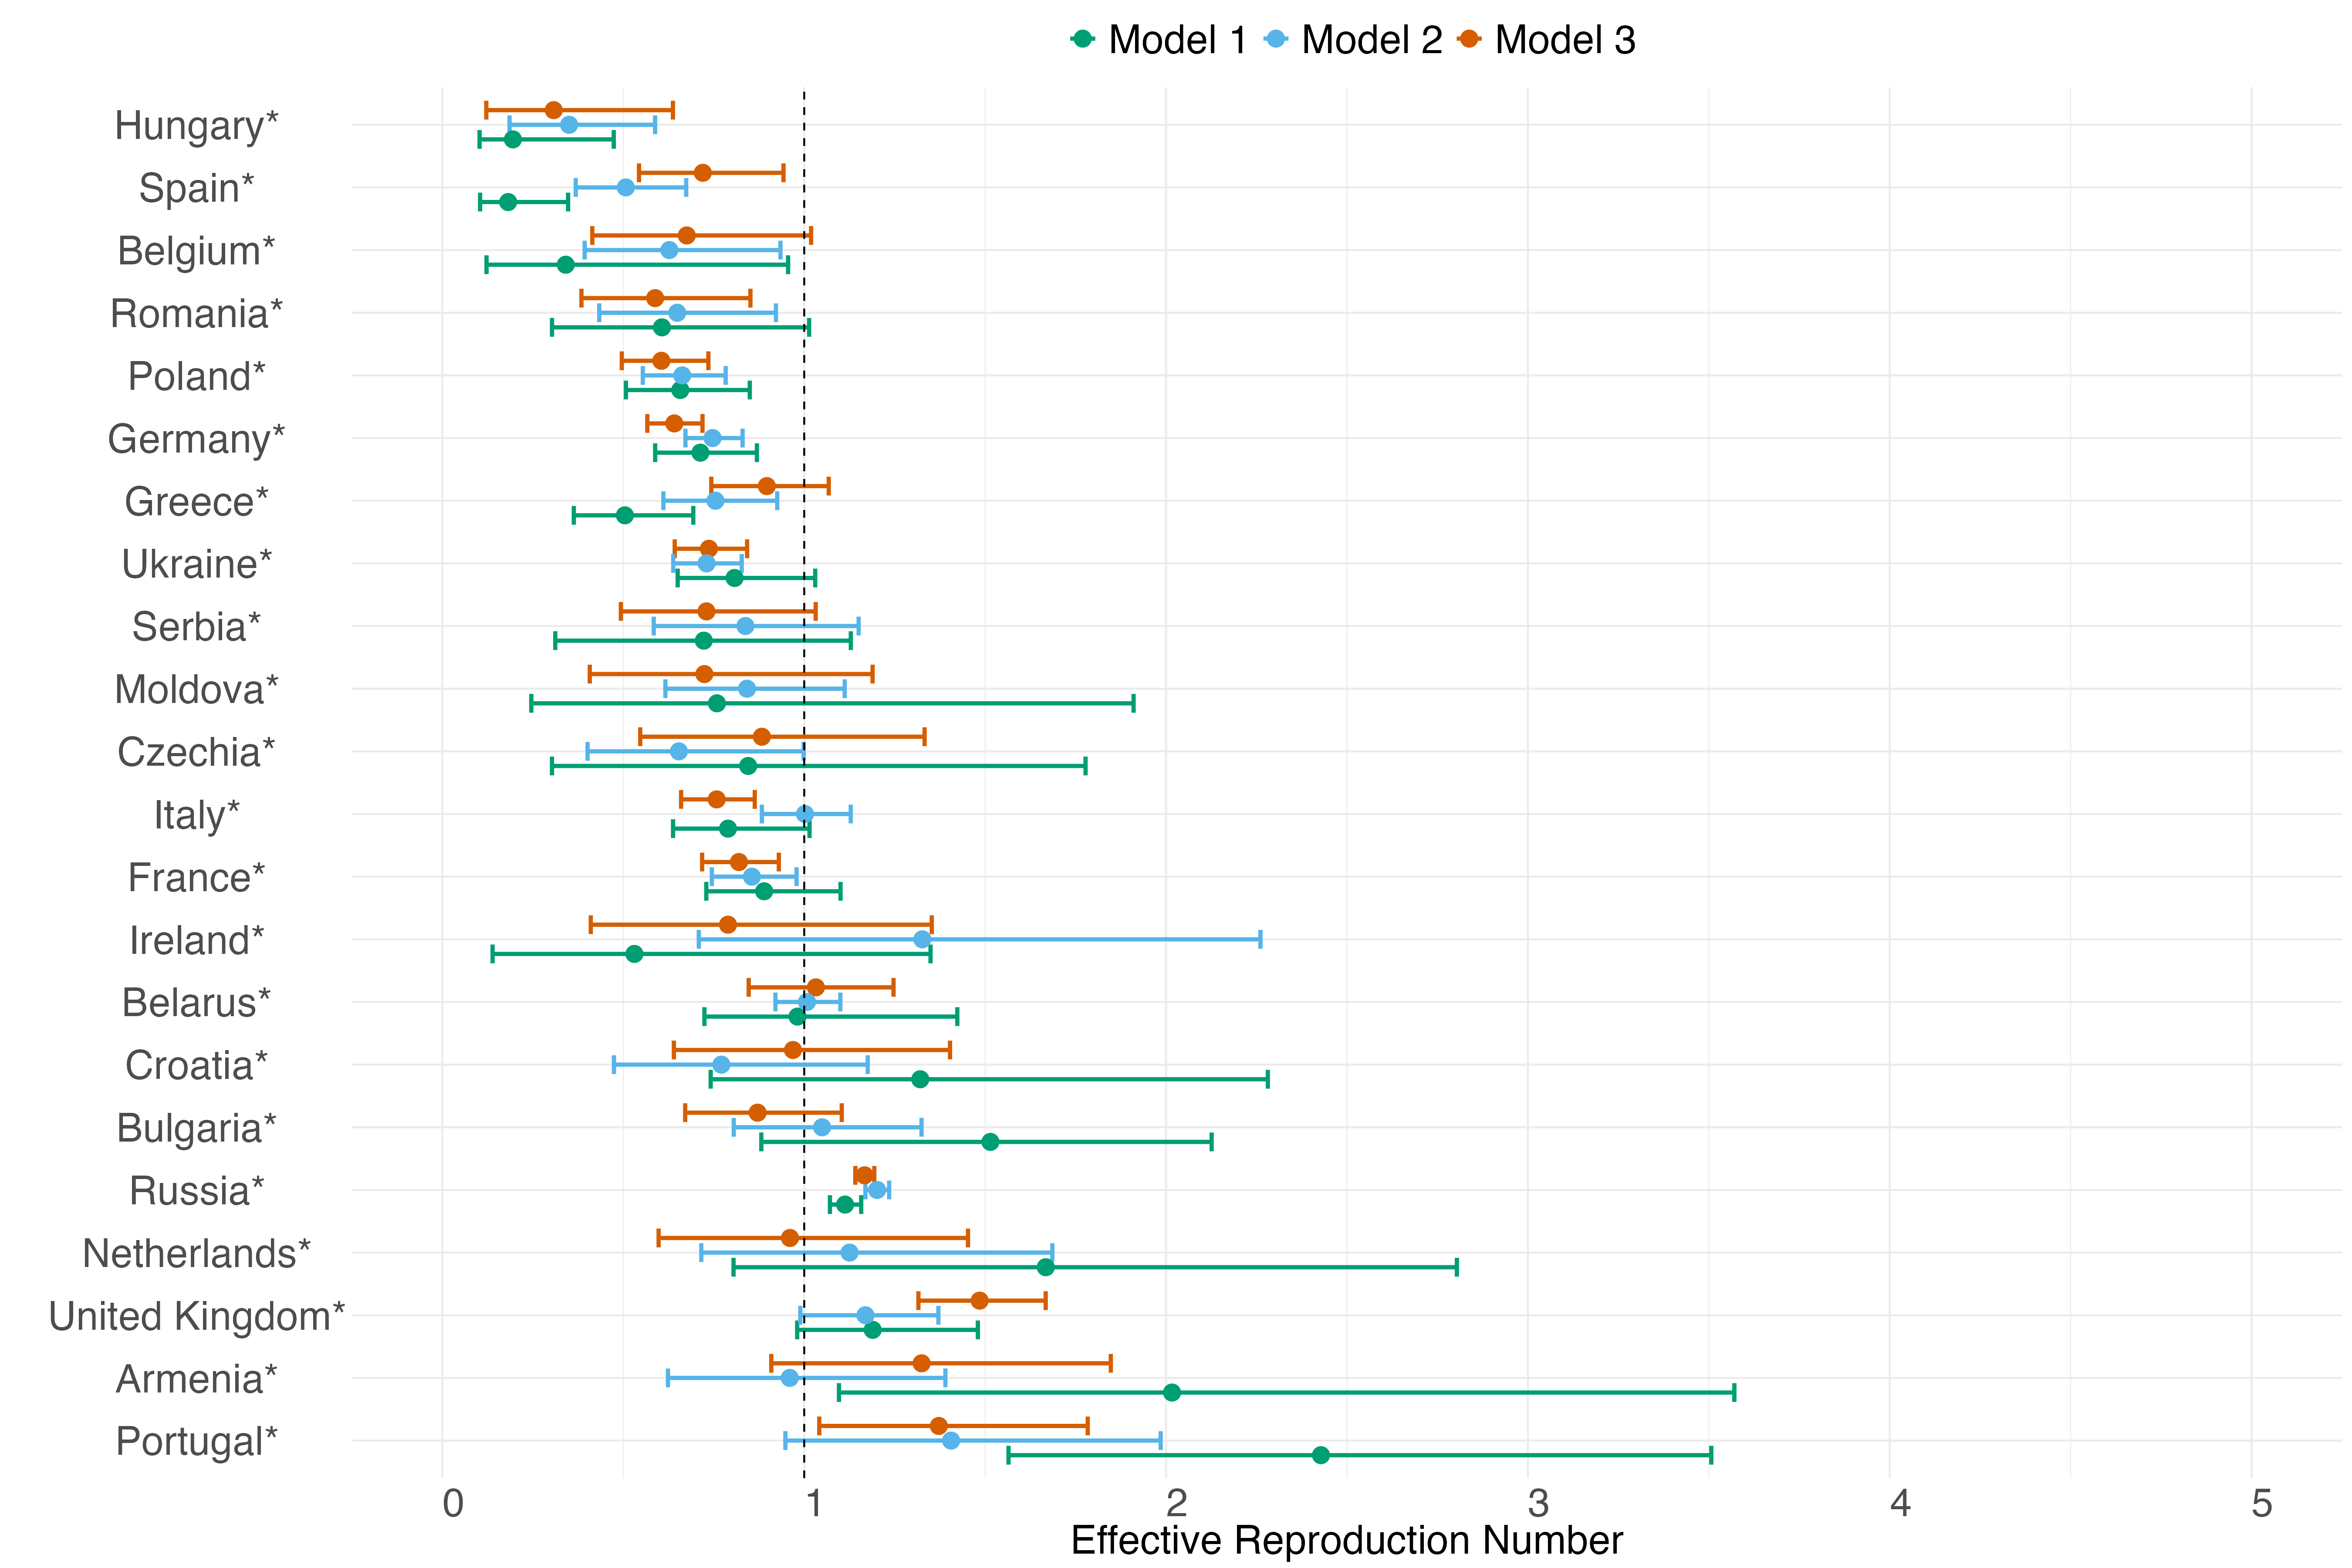 Model 1 Model 2 Model 3
Hungary*
Spain*
Belgium*
Romania*
Poland*
Germany*
Greece*
Ukraine*
Serbia*
Moldova*
Czechia*
Italy*
France*
Ireland*
Belarus*
Croatia*
Bulgaria*
Russia*
Netherlands*
United Kingdom*
Armenia*
Portugal*
0 1 2 3 4 5
Effective Reproduction Number